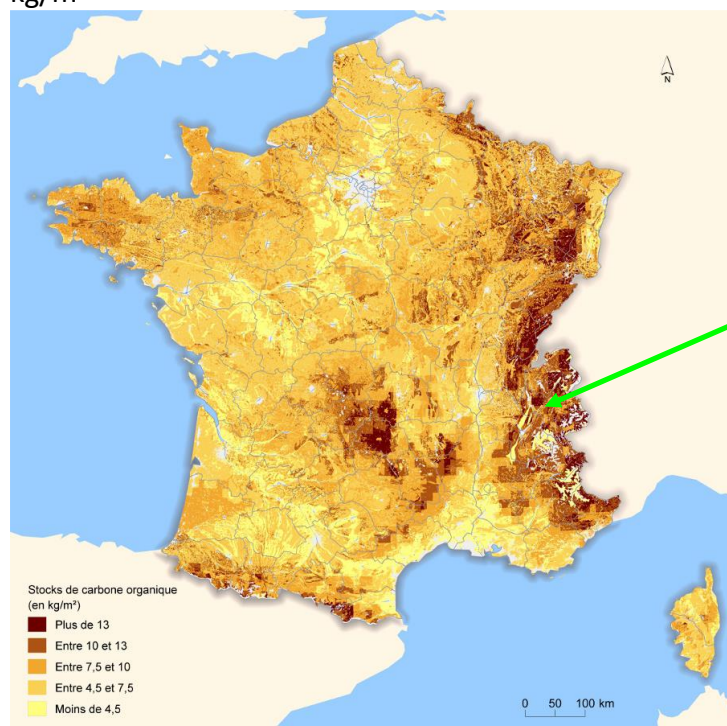 kg/m
N
Stocks de carbone organique
(en kg/m²)
Plus de 13
Entre 10 et 13
Entre 7,5 et 10
Entre 4,5 et 7,5
Moins de 4,5
0 50 100 km